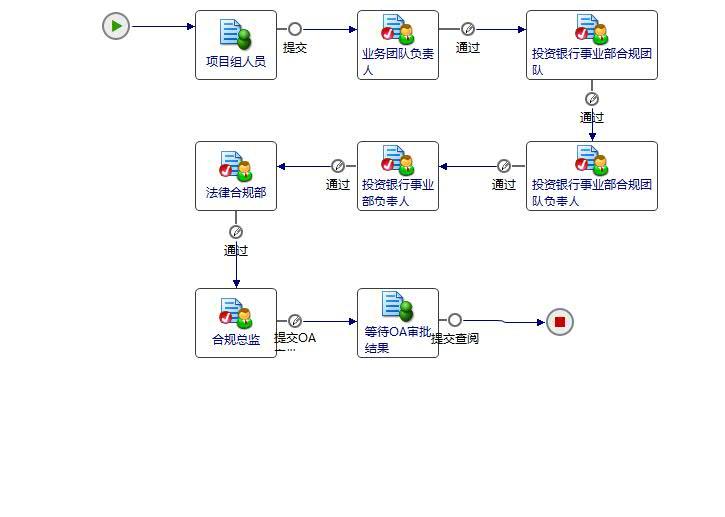 项目组人员
提交
业务团队负责
人
通过
投资银行事业部合规团
队
通过
法律合规部
通过
投资银行事业
部负责人
通过
投资银行事业部合规团
队负责人
通过
合规总监
提交OA
等待OA审批
结果
提交查阅